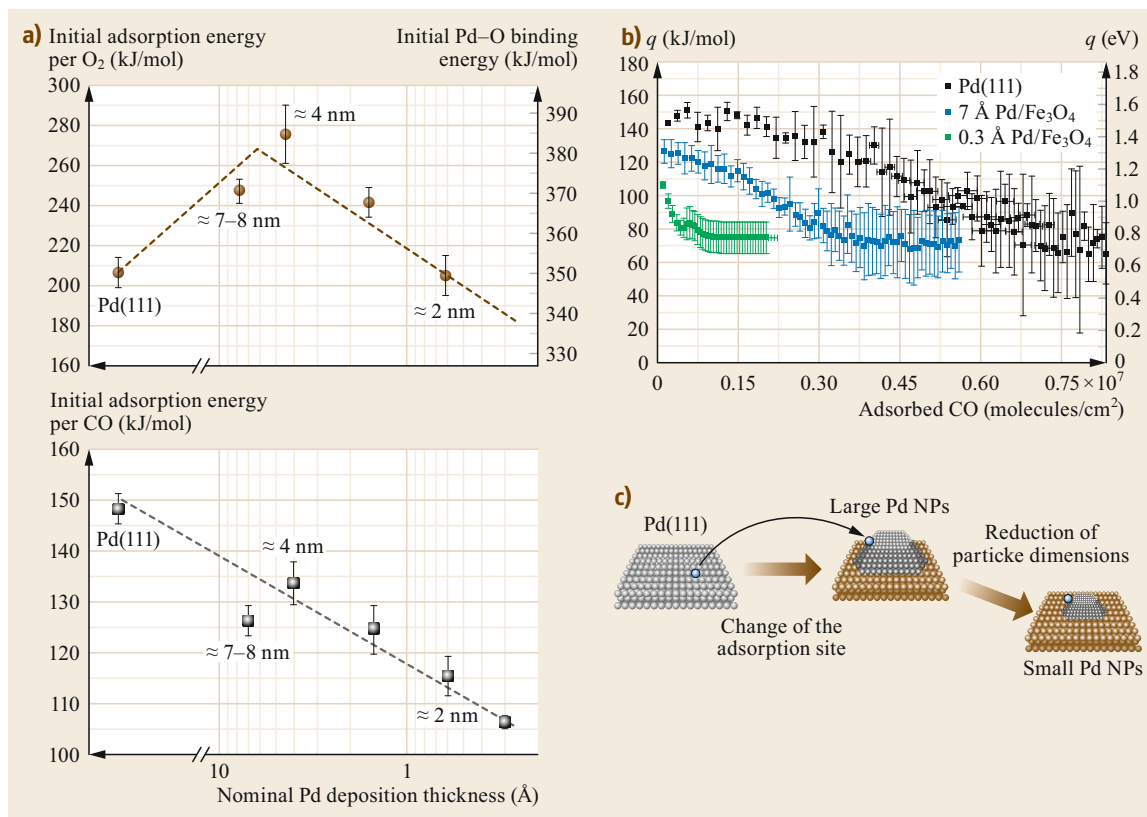 a)
Initial adsorption energy
per O₂ (kJ/mol)
Initial Pd–O binding
energy (kJ/mol)
300
280
260
240
220
200
180
160
390
380
370
360
350
340
330
≈ 4 nm
≈ 7–8 nm
Pd(111)
≈ 2 nm
Initial adsorption energy
per CO (kJ/mol)
160
150
140
130
120
110
100
Pd(111)
≈ 4 nm
≈ 7–8 nm
≈ 2 nm
10
1
Nominal Pd deposition thickness (Å)
b)
q (kJ/mol)
q (eV)
180
160
140
120
100
80
60
40
20
0
1.8
1.6
1.4
1.2
1.0
0.8
0.6
0.4
0.2
0.0
Pd(111)
7 Å Pd/Fe₃O₄
0.3 Å Pd/Fe₃O₄
0 0.15 0.30 0.45 0.6 0.75 × 10⁷
Adsorbed CO (molecules/cm²)
c)
Pd(111)
Large Pd NPs
Reduction of
particke dimensions
Change of the
adsorption site
Small Pd NPs